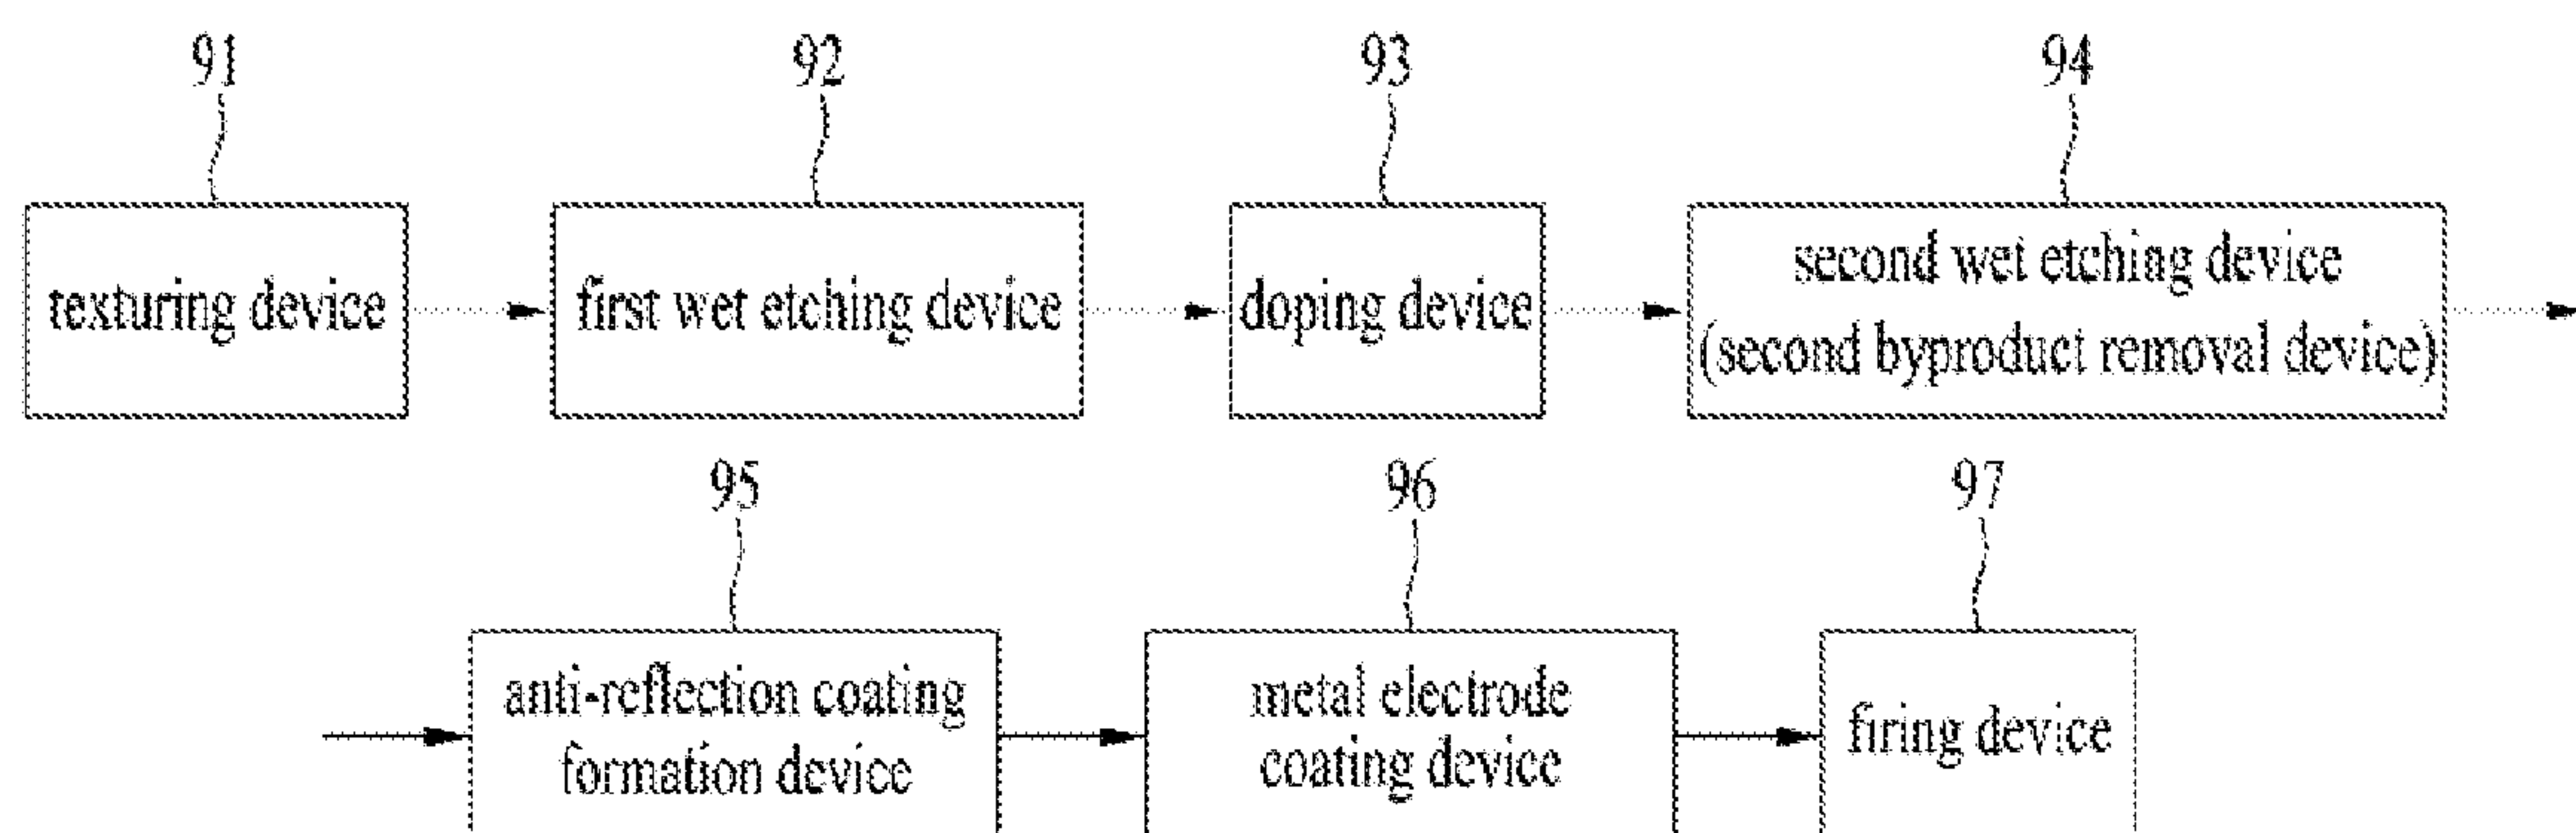 91
92
93
94
texturing device
first wet etching device
doping device
second wet etching device
(second byproduct removal device)
95
96
97
anti-reflection coating
formation device
metal electrode
coating device
firing device